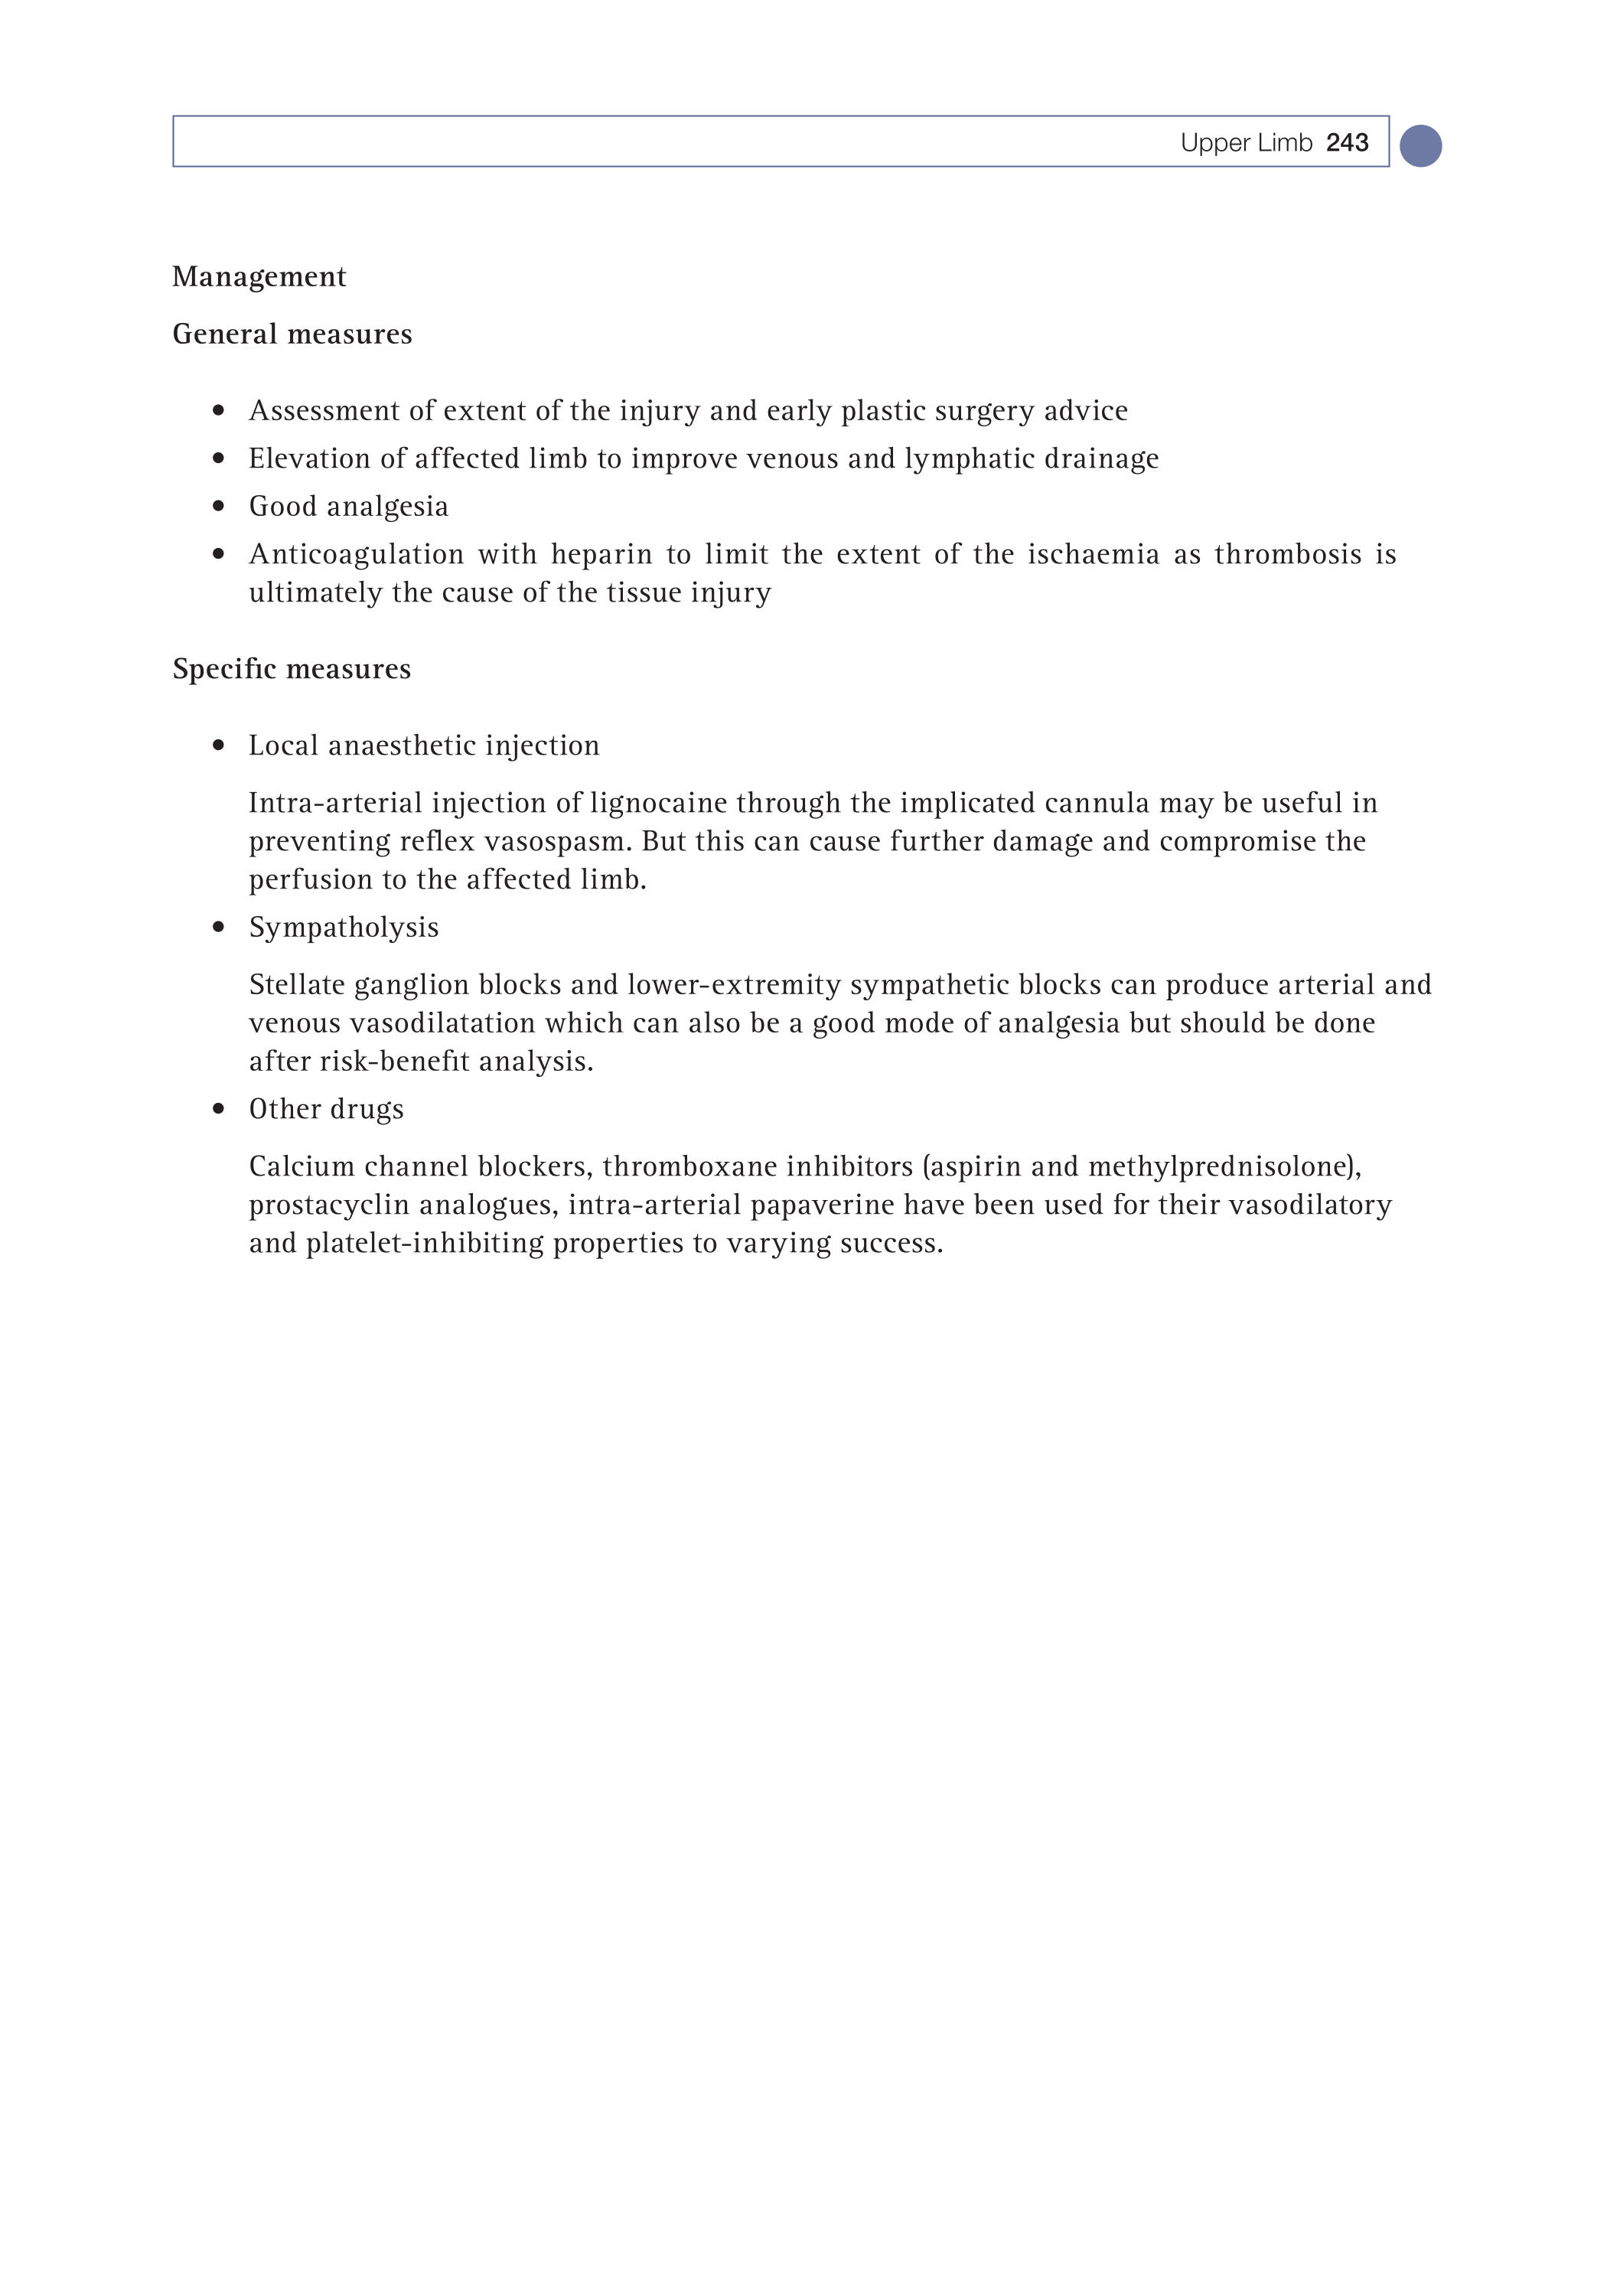 Upper Limb 243
Management
General measures
• Assessment of extent of the injury and early plastic surgery advice
• Elevation of affected limb to improve venous and lymphatic drainage
• Good analgesia
• Anticoagulation with heparin to limit the extent of the ischaemia as thrombosis is
ultimately the cause of the tissue injury
Specific measures
• Local anaesthetic injection
Intra-arterial injection of lignocaine through the implicated cannula may be useful in
preventing reflex vasospasm. But this can cause further damage and compromise the
perfusion to the affected limb.
• Sympatholysis
Stellate ganglion blocks and lower-extremity sympathetic blocks can produce arterial and
venous vasodilatation which can also be a good mode of analgesia but should be done
after risk-benefit analysis.
• Other drugs
Calcium channel blockers, thromboxane inhibitors (aspirin and methylprednisolone),
prostacyclin analogues, intra-arterial papaverine have been used for their vasodilatory
and platelet-inhibiting properties to varying success.